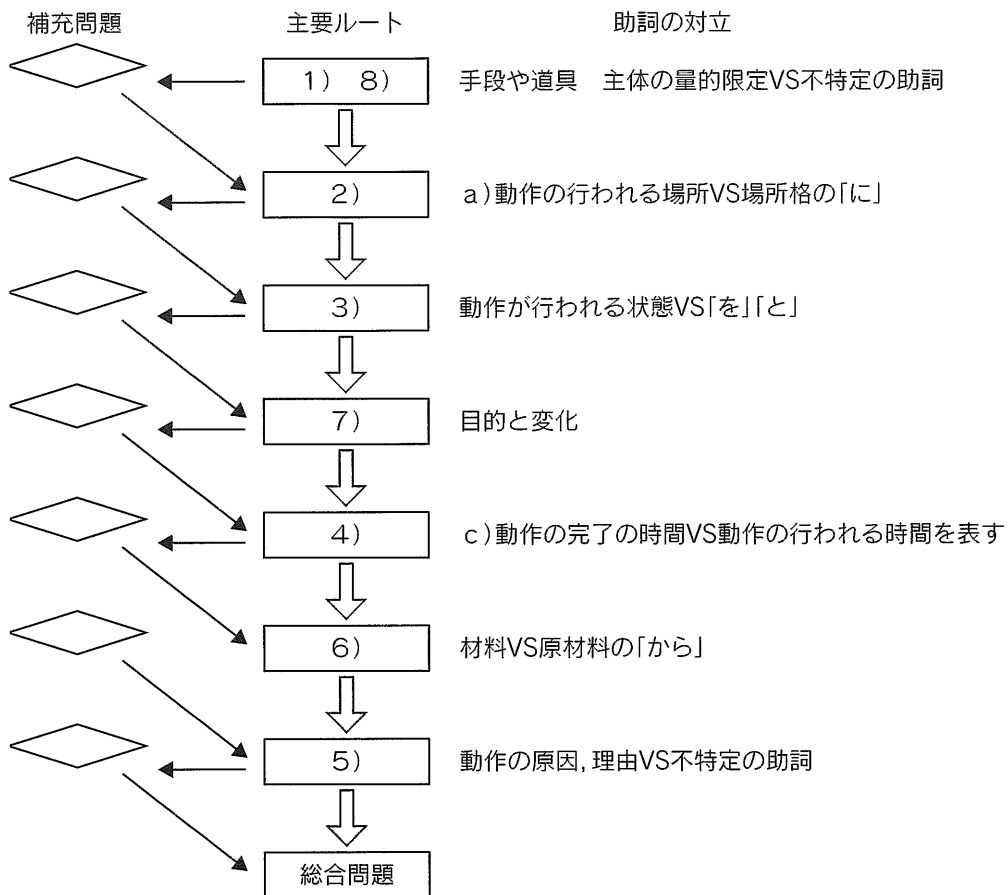 補充問題 主要ルート 助詞の対立
1) 8) 手段や道具 主体の量的限定VS不特定の助詞
2) a)動作の行われる場所VS場所格の「に」
3) 動作が行われる状態VS「を」「と」
7) 目的と変化
4) c)動作の完了の時間VS動作の行われる時間を表す
6) 材料VS原材料の「から」
5) 動作の原因,理由VS不特定の助詞
総合問題